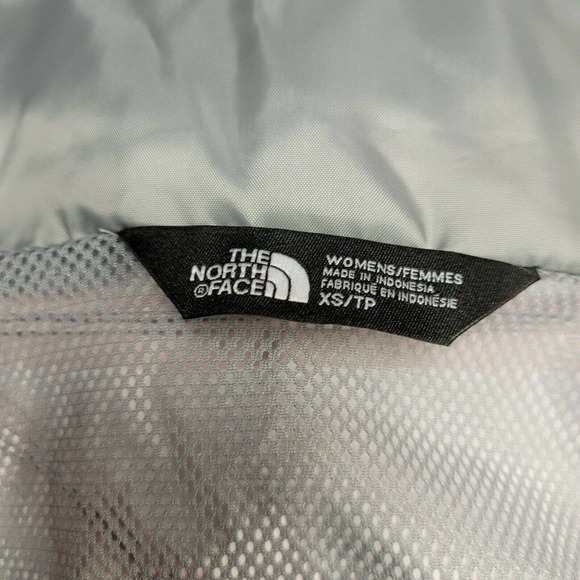 THE
NORTH
®FACE
WOMENS/FEMMES
MADE IN INDONESIA
FABRIQUÉ EN INDONÉSIE
XS/TP